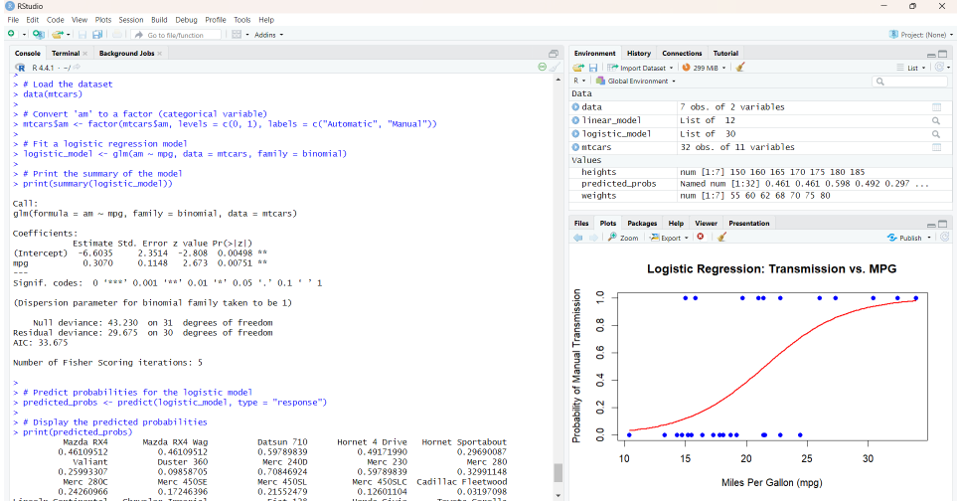 RStudio
File Edit Code View Plots Session Build Debug Profile Tools Help
Go to file/function Addins Project: (None)
Console Terminal Background Jobs
R 4.4.1 · ~/
>
> # Load the dataset
> data(mtcars)
>
> # Convert 'am' to a factor (categorical variable)
> mtcars$am <- factor(mtcars$am, levels = c(0, 1), labels = c("Automatic", "Manual"))
>
> # Fit a logistic regression model
> logistic_model <- glm(am ~ mpg, data = mtcars, family = binomial)
>
> # Print the summary of the model
> print(summary(logistic_model))
Call:
glm(formula = am ~ mpg, family = binomial, data = mtcars)
Coefficients:
Estimate Std. Error z value Pr(>|z|)
(Intercept) -6.6035 2.3514 -2.808 0.00498 **
mpg 0.3070 0.1148 2.673 0.00751 **
---
Signif. codes: 0 '***' 0.001 '**' 0.01 '*' 0.05 '.' 0.1 ' ' 1
(Dispersion parameter for binomial family taken to be 1)
Null deviance: 43.230 on 31 degrees of freedom
Residual deviance: 29.675 on 30 degrees of freedom
AIC: 33.675
Number of Fisher Scoring iterations: 5
>
> # Predict probabilities for the logistic model
> predicted_probs <- predict(logistic_model, type = "response")
>
> # Display the predicted probabilities
> print(predicted_probs)
Mazda RX4 Mazda RX4 Wag Datsun 710 Hornet 4 Drive Hornet Sportabout
0.46109512 0.46109512 0.59789839 0.49171990 0.29690087
Valiant Duster 360 Merc 240D Merc 230 Merc 280
0.25993307 0.09858705 0.70846924 0.59789839 0.32991148
Merc 280C Merc 450SE Merc 450SL Merc 450SLC Cadillac Fleetwood
0.24260966 0.17246396 0.21552479 0.12601104 0.03197098
Environment History Connections Tutorial
Import Dataset 299 MiB List
R Global Environment
Data
data 7 obs. of 2 variables
linear_model List of 12
logistic_model List of 30
mtcars 32 obs. of 11 variables
Values
heights num [1:7] 150 160 165 170 175 180 185
predicted_probs Named num [1:32] 0.461 0.461 0.598 0.492 0.297 ...
weights num [1:7] 55 60 62 68 70 75 80
Files Plots Packages Help Viewer Presentation
Zoom Export Publish
Logistic Regression: Transmission vs. MPG
Probability of Manual Transmission
1.0
0.8
0.6
0.4
0.2
0.0
10 15 20 25 30
Miles Per Gallon (mpg)